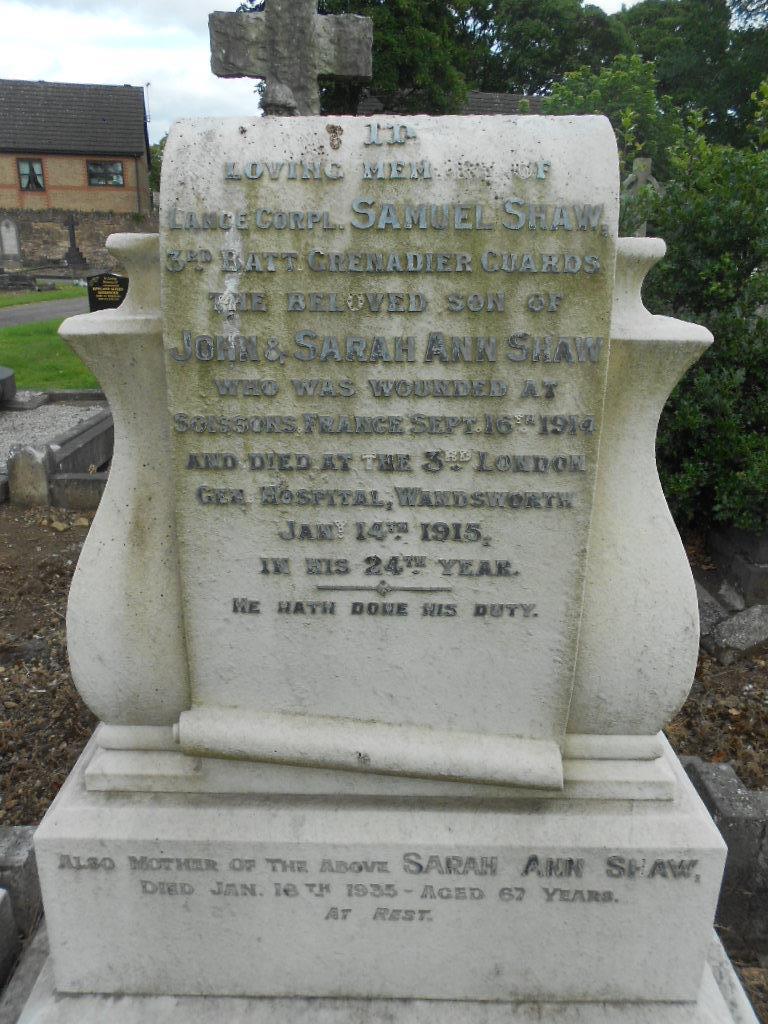 IN
LOVING MEMORY OF
LANCE CORPL. SAMUEL SHAW,
3RD BATT. GRENADIER GUARDS
THE BELOVED SON OF
JOHN & SARAH ANN SHAW
WHO WAS WOUNDED AT
SOISSONS, FRANCE SEPT. 16TH 1914
AND DIED AT THE 3RD LONDON
GEN. HOSPITAL, WANDSWORTH
JANY 14TH 1915,
IN HIS 24TH YEAR.
HE HATH DONE HIS DUTY.
ALSO MOTHER OF THE ABOVE SARAH ANN SHAW,
DIED JAN. 16TH 1935 - AGED 67 YEARS.
AT REST.